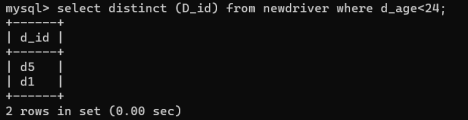 mysql> select distinct (D_id) from newdriver where d_age<24;
+------+
| d_id |
+------+
| d5   |
| d1   |
+------+
2 rows in set (0.00 sec)